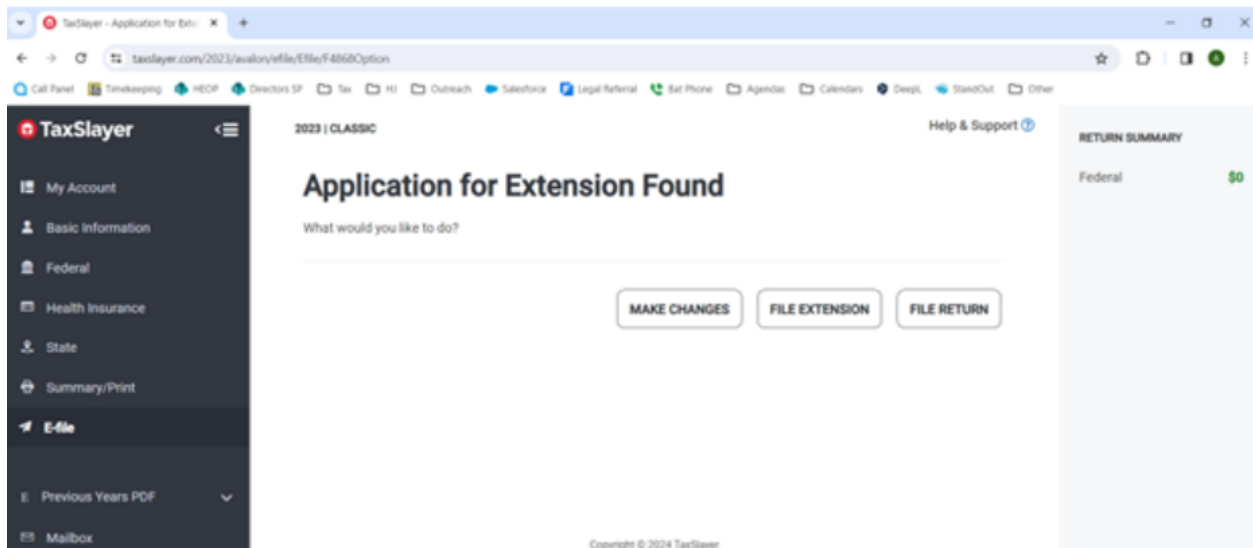 TaxSlayer - Application for Exte
taxslayer.com/2023/avalon/efile/Efile/F4868Option
Call Panel Timekeeping HEOP Directors SP Tax HJ Outreach Salesforce Legal Referral Bat Phone Agendas Calendars DeepL StandOut Other
TaxSlayer
2023 | CLASSIC
Help & Support
RETURN SUMMARY
My Account
Application for Extension Found
Federal $0
Basic Information
What would you like to do?
Federal
Health Insurance
MAKE CHANGES FILE EXTENSION FILE RETURN
State
Summary/Print
E-file
Previous Years PDF
Mailbox
Copyright © 2024 TaxSlayer